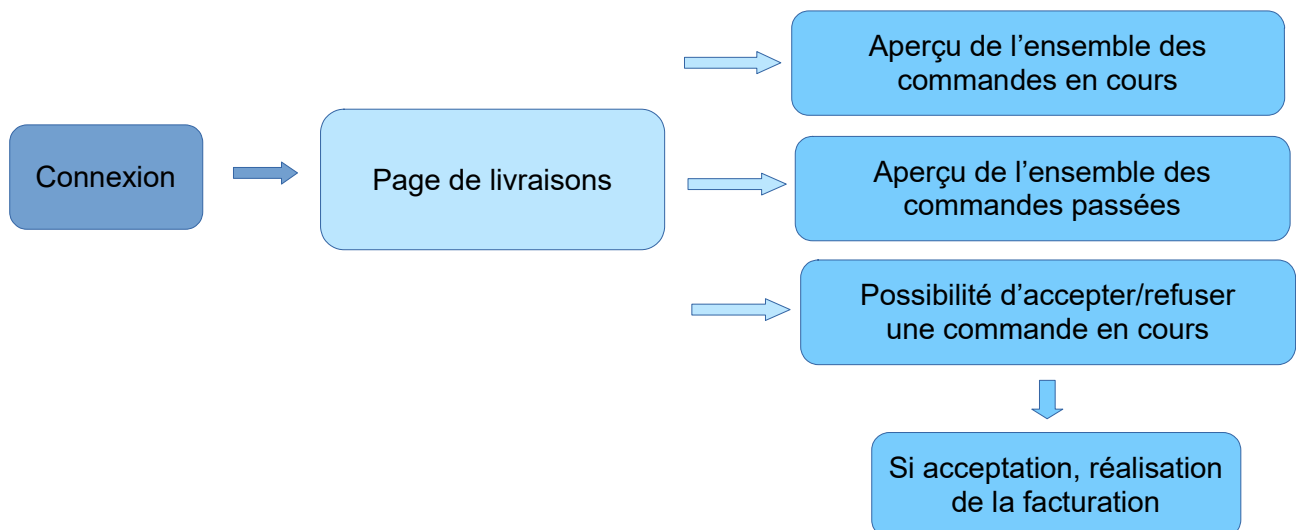 Connexion
Page de livraisons
Aperçu de l’ensemble des
commandes en cours
Aperçu de l’ensemble des
commandes passées
Possibilité d’accepter/refuser
une commande en cours
Si acceptation, réalisation
de la facturation